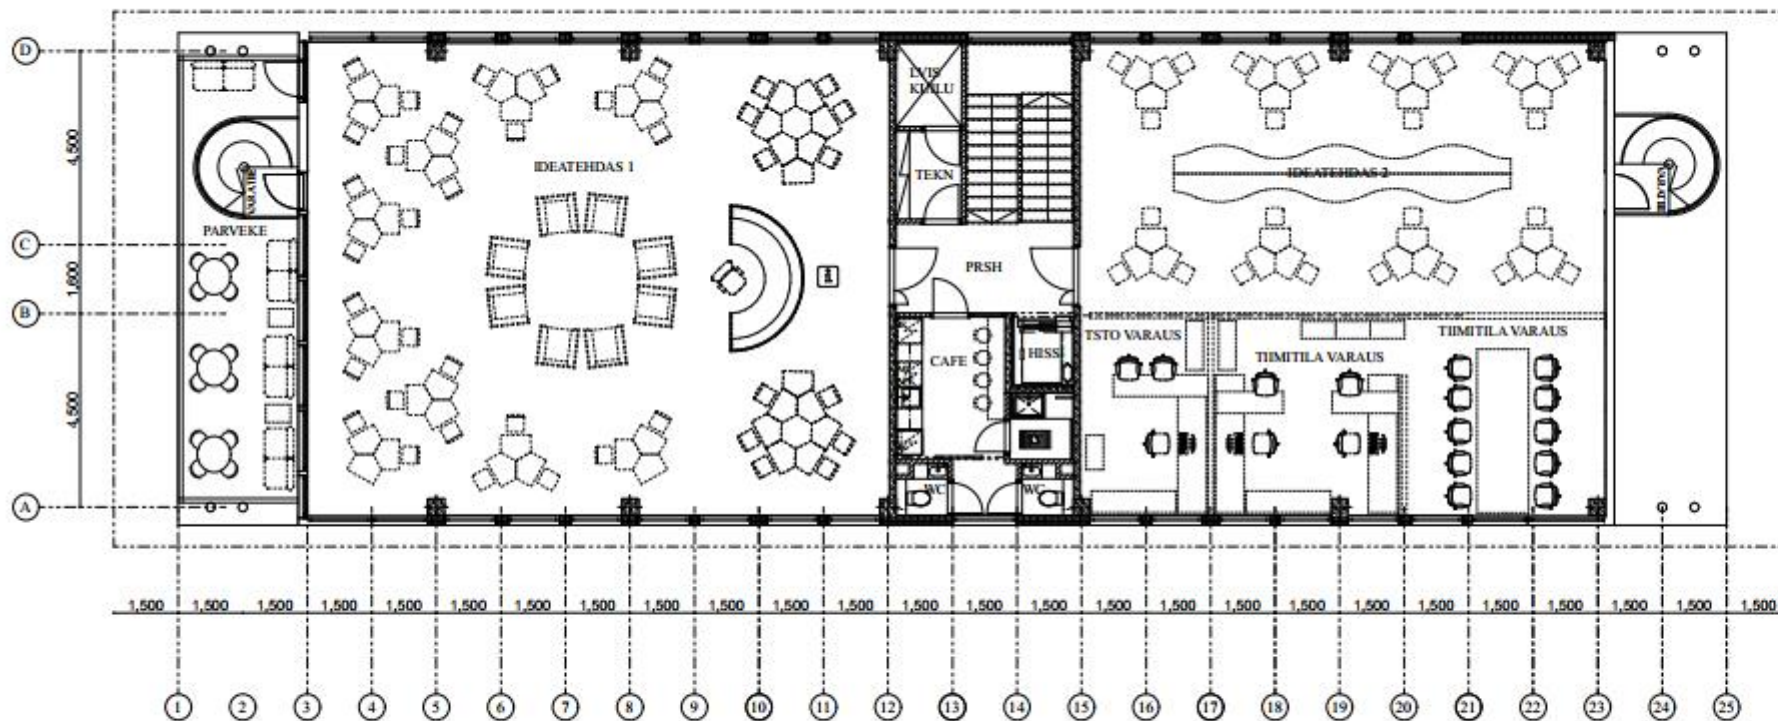 D
LVIS
KUILU
4,500
IDEATEHDAS 1
TEKN
IDEATEHDAS 2
VARATIE
VARATIE
PARVEKE
C
PRSH
1,600
B
TSTO VARAUS
TIIMITILA VARAUS
CAFE
HISSI
TIIMITILA VARAUS
4,500
WC
WC
A
1,500 1,500 1,500 1,500 1,500 1,500 1,500 1,500 1,500 1,500 1,500 1,500 1,500 1,500 1,500 1,500 1,500 1,500 1,500 1,500 1,500 1,500 1,500 1,500 1,500 1,500
1 2 3 4 5 6 7 8 9 10 11 12 13 14 15 16 17 18 19 20 21 22 23 24 25